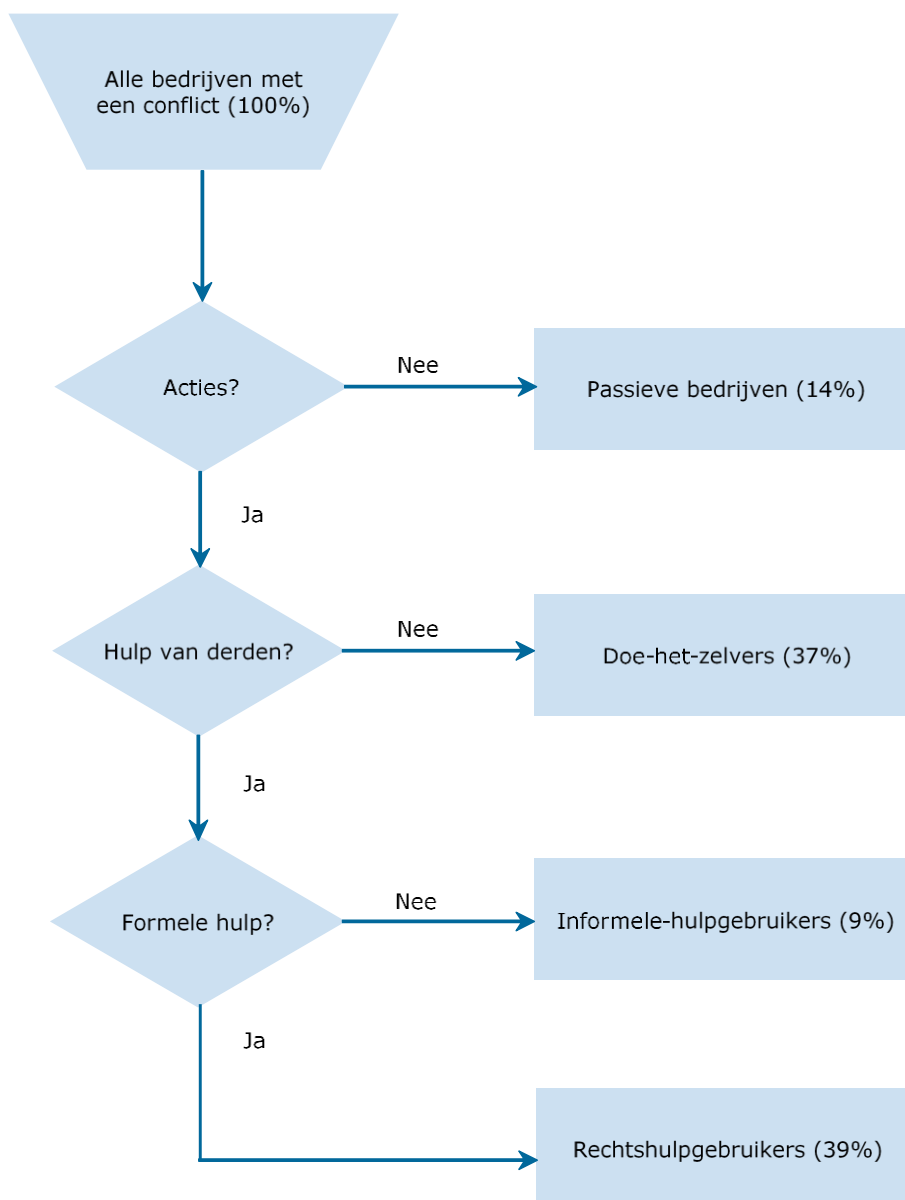 Alle bedrijven met
een conflict (100%)
Acties?
Nee
Passieve bedrijven (14%)
Ja
Hulp van derden?
Nee
Doe-het-zelvers (37%)
Ja
Formele hulp?
Nee
Informele-hulpgebruikers (9%)
Ja
Rechtshulpgebruikers (39%)